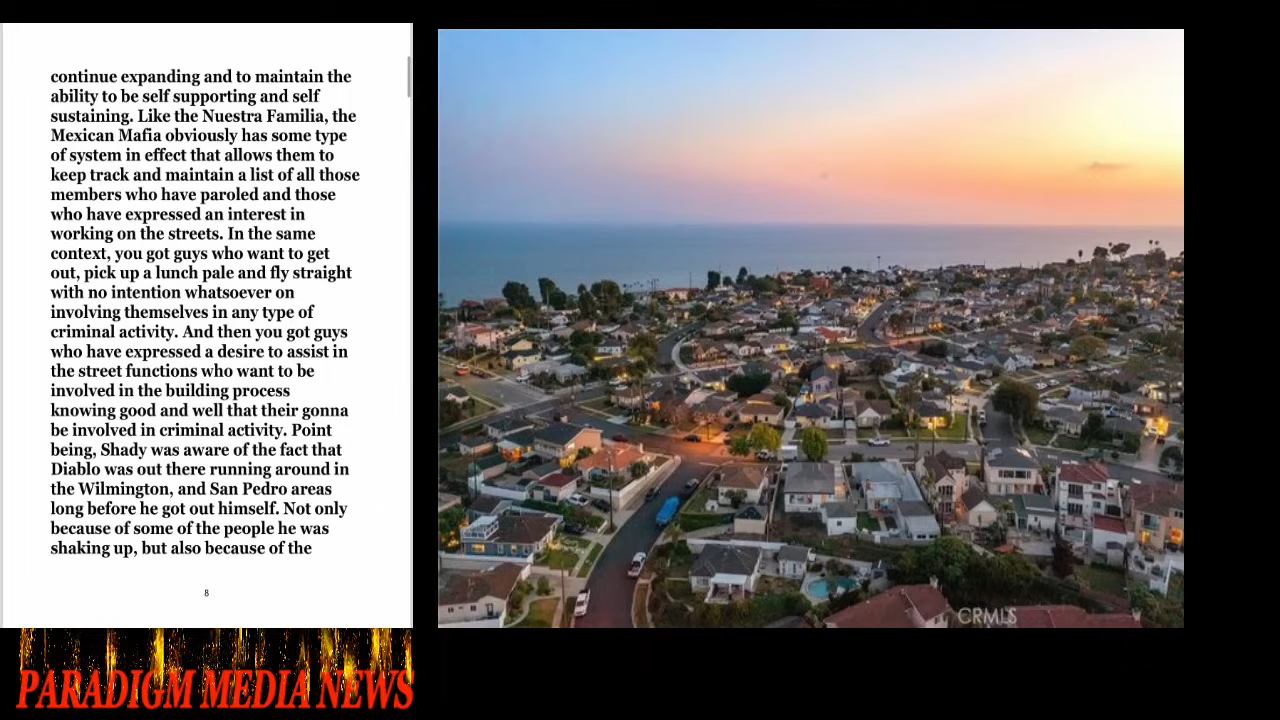 continue expanding and to maintain the
ability to be self supporting and self
sustaining. Like the Nuestra Familia, the
Mexican Mafia obviously has some type
of system in effect that allows them to
keep track and maintain a list of all those
members who have paroled and those
who have expressed an interest in
working on the streets. In the same
context, you got guys who want to get
out, pick up a lunch pale and fly straight
with no intention whatsoever on
involving themselves in any type of
criminal activity. And then you got guys
who have expressed a desire to assist in
the street functions who want to be
involved in the building process
knowing good and well that their gonna
be involved in criminal activity. Point
being, Shady was aware of the fact that
Diablo was out there running around in
the Wilmington, and San Pedro areas
long before he got out himself. Not only
because of some of the people he was
shaking up, but also because of the
8
PARADIGM MEDIA NEWS
CRMLS